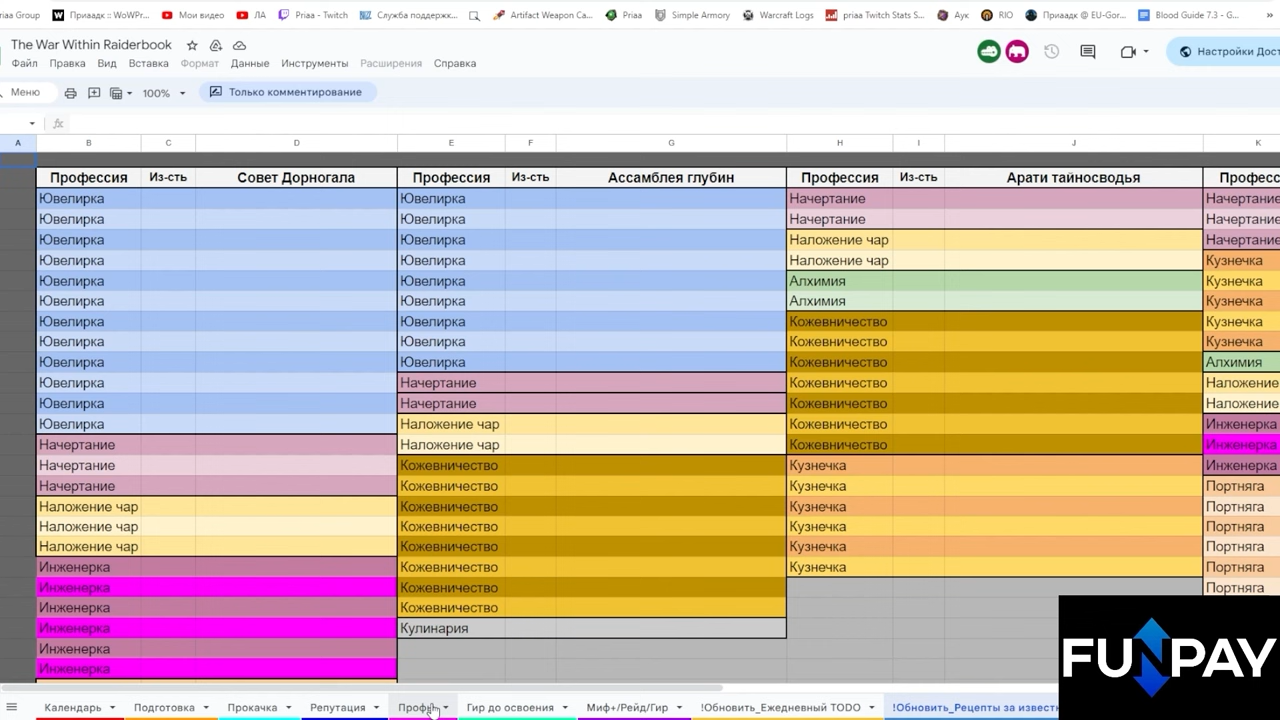 riaa Group
Приаадк :: WoWPr...
Мои видео
ЛА
Priaa - Twitch
Служба поддержк...
Artifact Weapon Ca...
Priaa
Simple Armory
Warcraft Logs
priaa Twitch Stats S...
Аук
RIO
Приаадк @ EU-Gor...
Blood Guide 7.3 - G...
»
The War Within Raiderbook
Файл Правка Вид Вставка Формат Данные Инструменты Расширения Справка
Настройки Дост
Меню
100%
Только комментирование
fx
A B C D E F G H I J K
Профессия Из-сть Совет Дорногала Профессия Из-сть Ассамблея глубин Профессия Из-сть Арати тайносводья Професс
Ювелирка Ювелирка Начертание Начертание
Ювелирка Ювелирка Начертание Начертание
Ювелирка Ювелирка Наложение чар Начертание
Ювелирка Ювелирка Наложение чар Кузнечка
Ювелирка Ювелирка Алхимия Кузнечка
Ювелирка Ювелирка Алхимия Кузнечка
Ювелирка Ювелирка Кожевничество Кузнечка
Ювелирка Ювелирка Кожевничество Кузнечка
Ювелирка Ювелирка Кожевничество Алхимия
Ювелирка Начертание Кожевничество Наложение
Ювелирка Начертание Кожевничество Наложение
Ювелирка Наложение чар Кожевничество Инженерка
Начертание Наложение чар Кожевничество Инженерка
Начертание Кожевничество Кузнечка Инженерка
Начертание Кожевничество Кузнечка Портняга
Наложение чар Кожевничество Кузнечка Портняга
Наложение чар Кожевничество Кузнечка Портняга
Наложение чар Кожевничество Кузнечка Портняга
Инженерка Кожевничество Кузнечка Портняга
Инженерка Кожевничество Портняга
Инженерка Кожевничество
Инженерка Кулинария
Инженерка
Инженерка
FUNPAY
Календарь Подготовка Прокачка Репутация Профы Гир до освоения Миф+/Рейд/Гир !Обновить_Ежедневный TODO !Обновить_Рецепты за известн